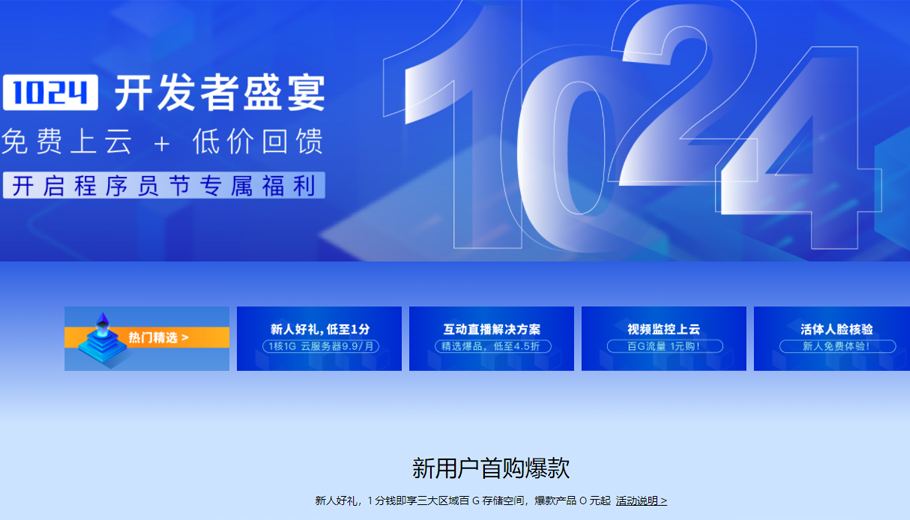 1024 开发者盛宴
免费上云 + 低价回馈
开启程序员节专属福利
1024
热门精选 >
新人好礼,低至1分
1核1G 云服务器9.9/月
互动直播解决方案
精选爆品，低至4.5折
视频监控上云
百G流量 1元购！
活体人脸核验
新人免费体验！
新用户首购爆款
新人好礼，1 分钱即享三大区域百 G 存储空间，爆款产品 0 元起 活动说明 >